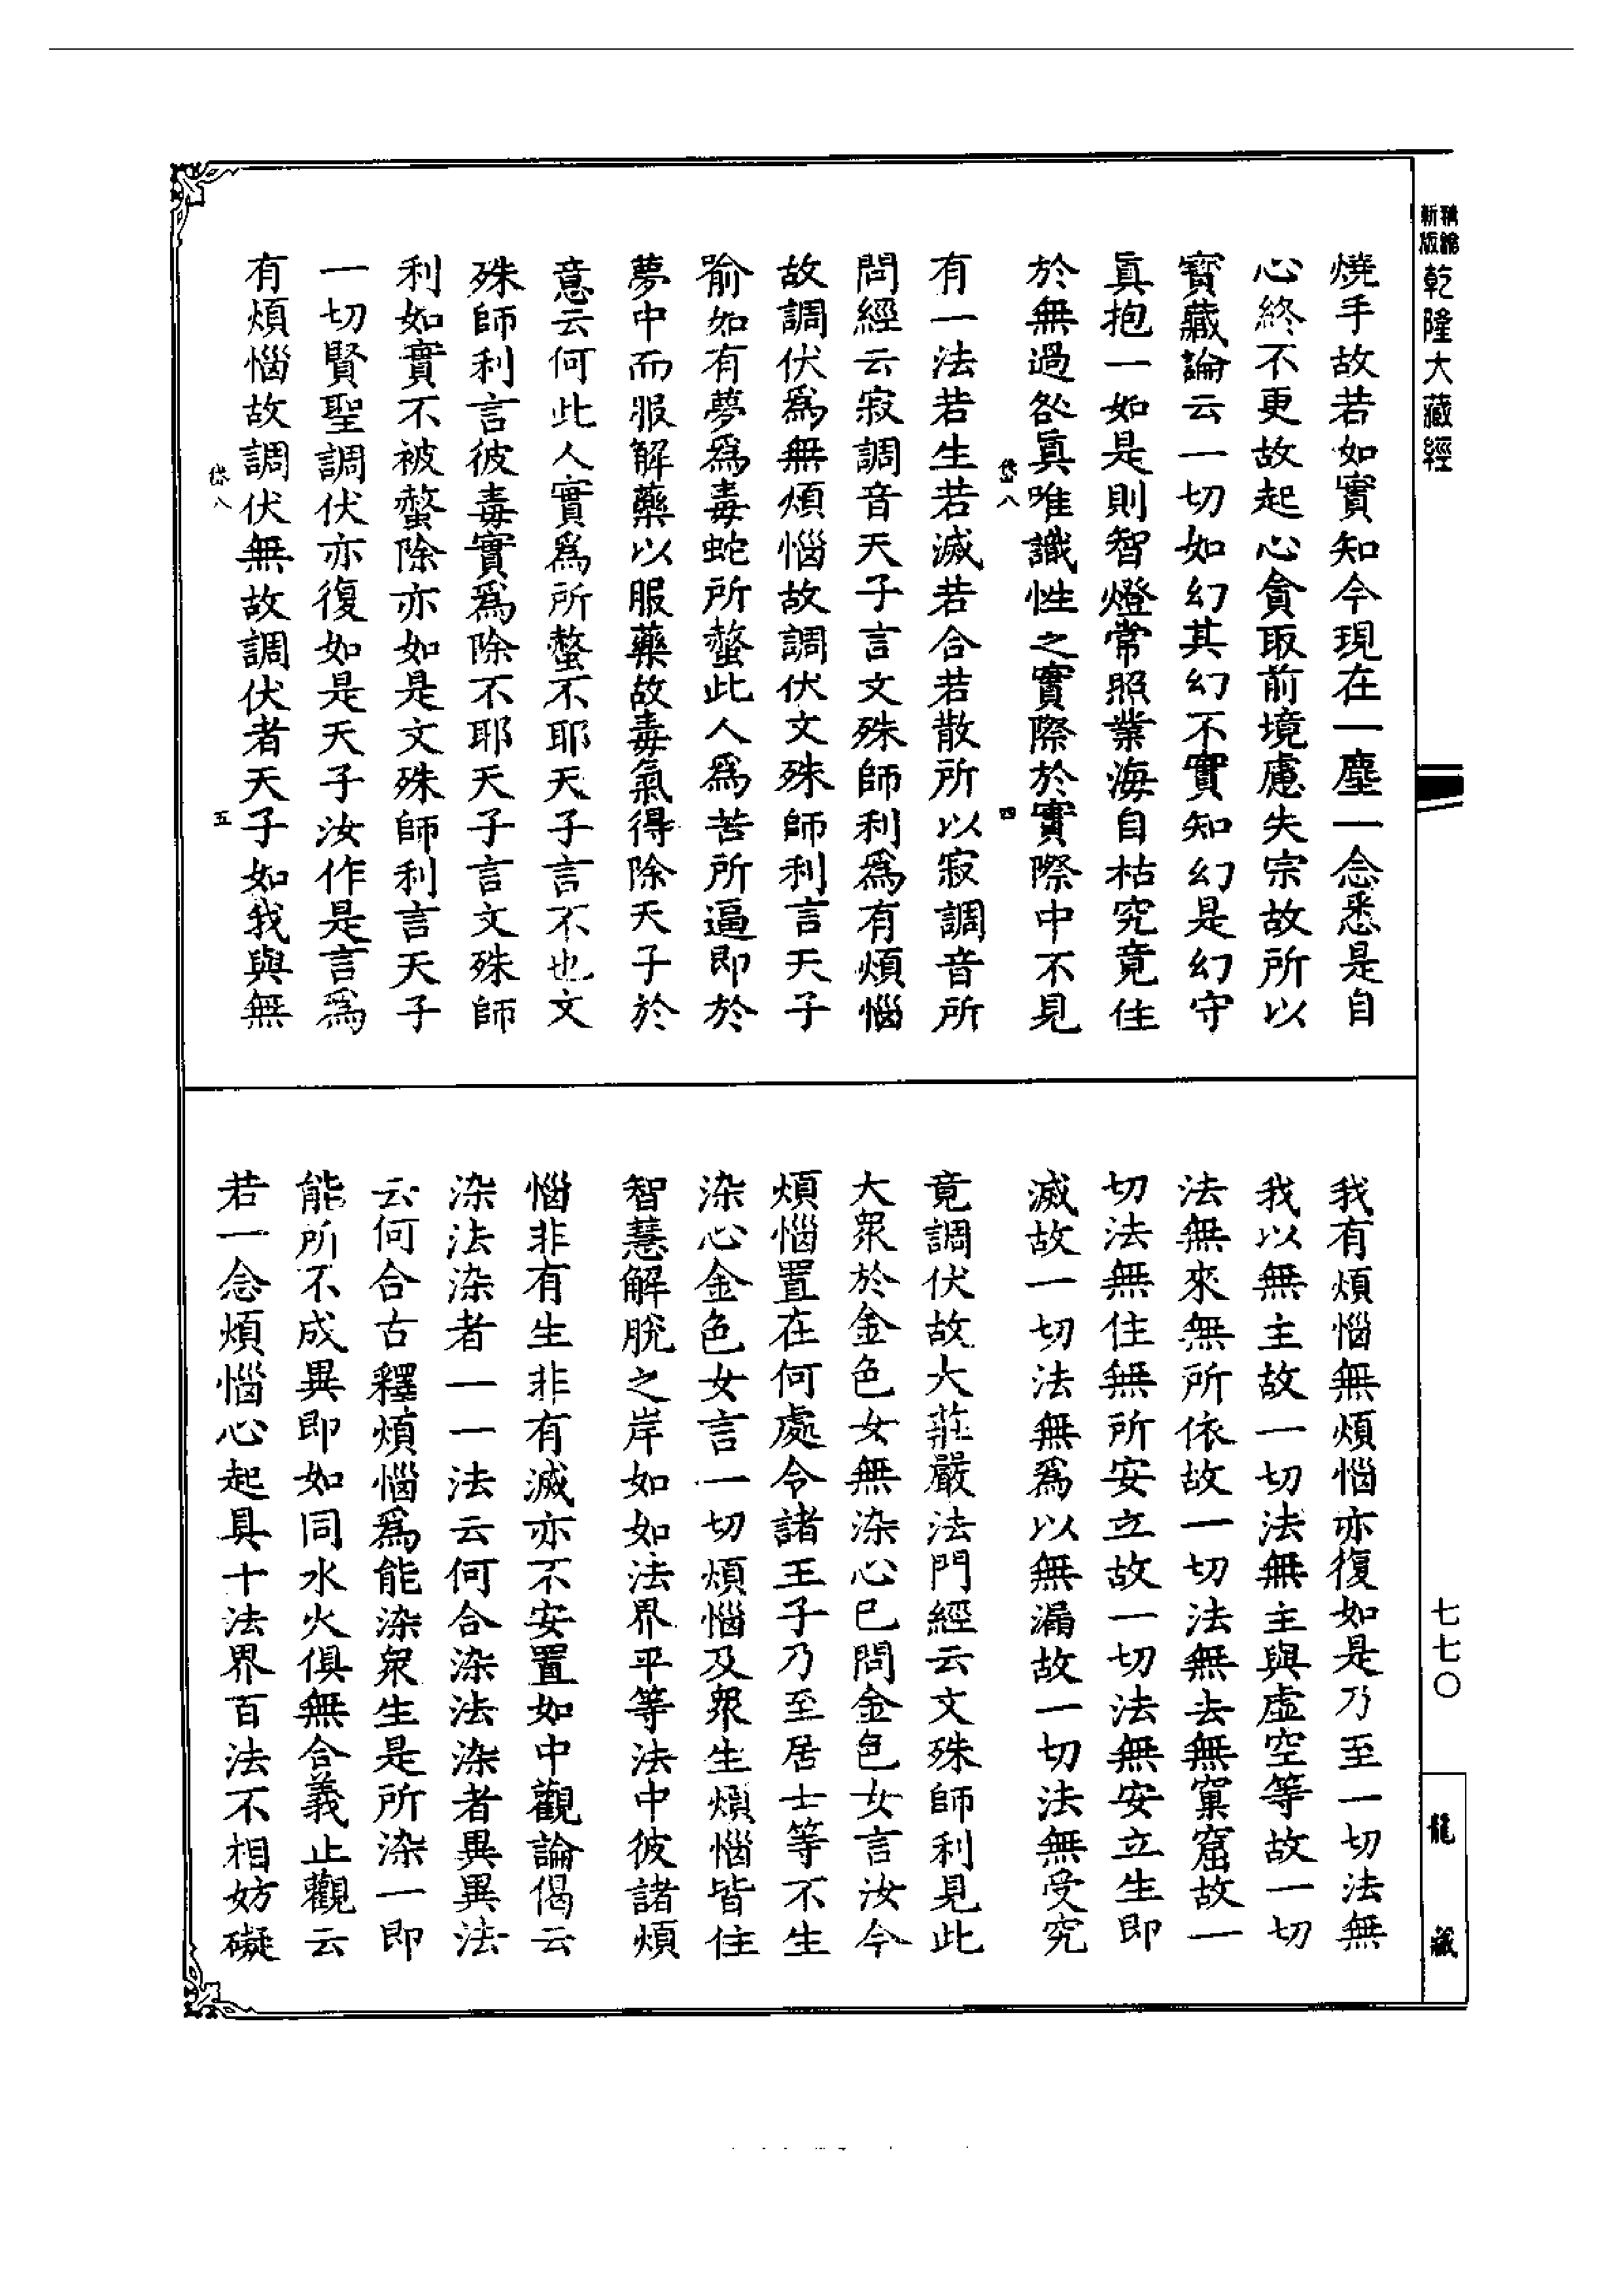 新版
精縮
乾隆大藏經
燒手故若如實知今現在一塵一念悉是自
心終不更故起心貪取前境慮失宗故所以
寶藏論云一切如幻其幻不實知幻是幻守
眞抱一如是則智燈常照業海自枯究竟住
於無過咎眞唯識性之實際於實際中不見
八 四
有一法若生若滅若合若散所以寂調音所
問經云寂調音天子言文殊師利爲有煩惱
故調伏爲無煩惱故調伏文殊師利言天子
喻如有夢爲毒蛇所螫此人爲苦所逼即於
夢中而服解藥以服藥故毒氣得除天子於
意云何此人實爲所螫不耶天子言不也文
殊師利言彼毒實爲除不耶天子言文殊師
利如實不被螫除亦如是文殊師利言天子
一切賢聖調伏亦復如是天子汝作是言爲
有煩惱故調伏無故調伏者天子如我與無
八 五
我有煩惱無煩惱亦復如是乃至一切法無
我以無主故一切法無主與虛空等故一切
法無來無所依故一切法無去無窠窟故一
切法無住無所安立故一切法無安立生即
滅故一切法無爲以無漏故一切法無受究
竟調伏故大莊嚴法門經云文殊師利見此
大衆於金色女無染心已問金色女言汝今
煩惱置在何處令諸王子乃至居士等不生
染心金色女言一切煩惱及衆生煩惱皆住
智慧解脫之岸如如法界平等法中彼諸煩
惱非有生非有滅亦不安置如中觀論偈云
染法染者一一法云何合染法染者異異法
云何合古釋煩惱爲能染衆生是所染一即
能所不成異即如同水火俱無合義止觀云
若一念煩惱心起具十法界百法不相妨礙
七七〇
龍藏